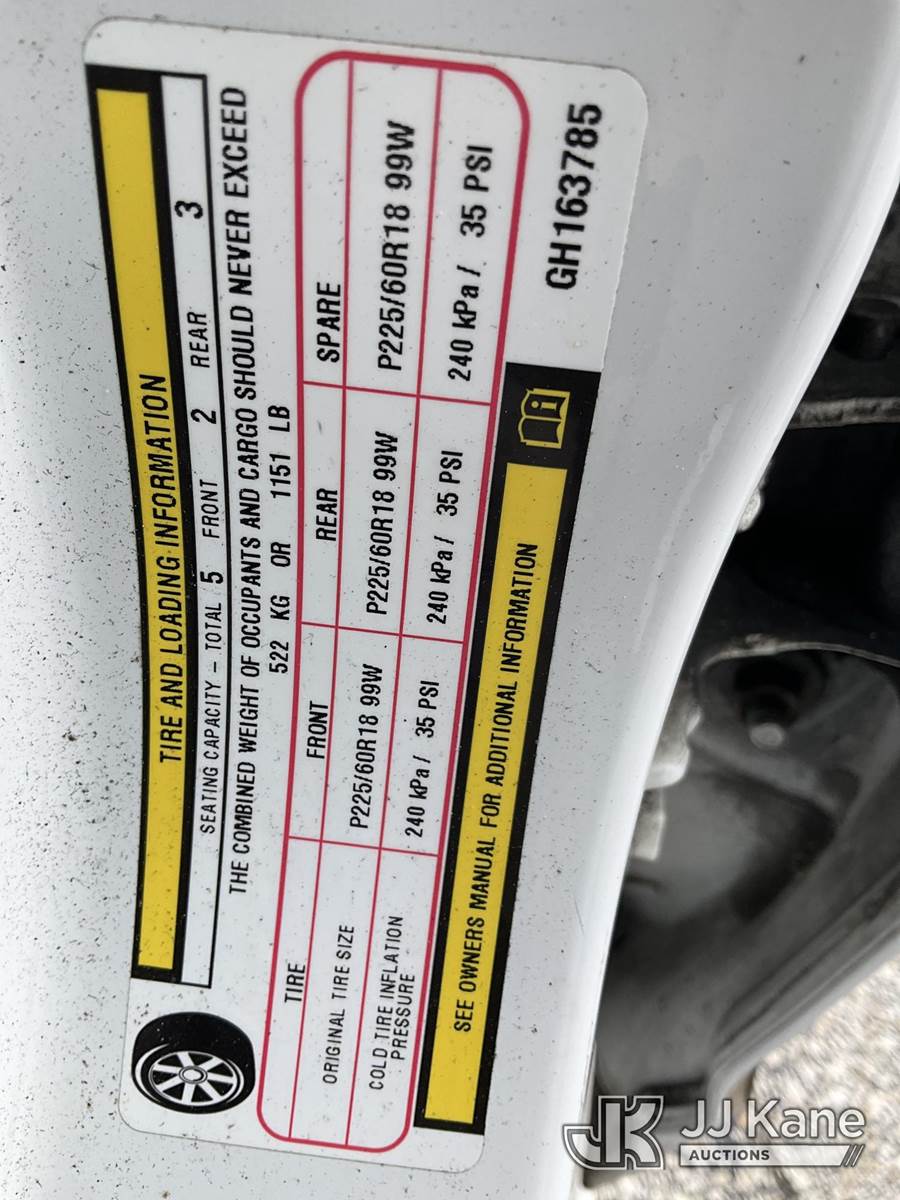 TIRE AND LOADING INFORMATION
SEATING CAPACITY - TOTAL 5 FRONT 2 REAR 3
THE COMBINED WEIGHT OF OCCUPANTS AND CARGO SHOULD NEVER EXCEED
522 KG OR 1151 LB
TIRE FRONT REAR SPARE
ORIGINAL TIRE SIZE P225/60R18 99W P225/60R18 99W P225/60R18 99W
COLD TIRE INFLATION
PRESSURE 240 kPa / 35 PSI 240 kPa / 35 PSI 240 kPa / 35 PSI
SEE OWNERS MANUAL FOR ADDITIONAL INFORMATION
GH163785
JK JJ Kane
AUCTIONS